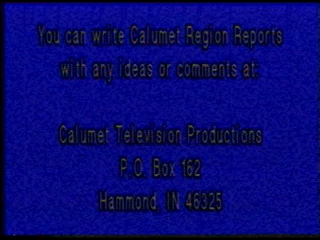 You can write Calumet Region Reports
with any ideas or comments at:
Calumet Television Productions
P.O. Box 162
Hammond, IN 46325